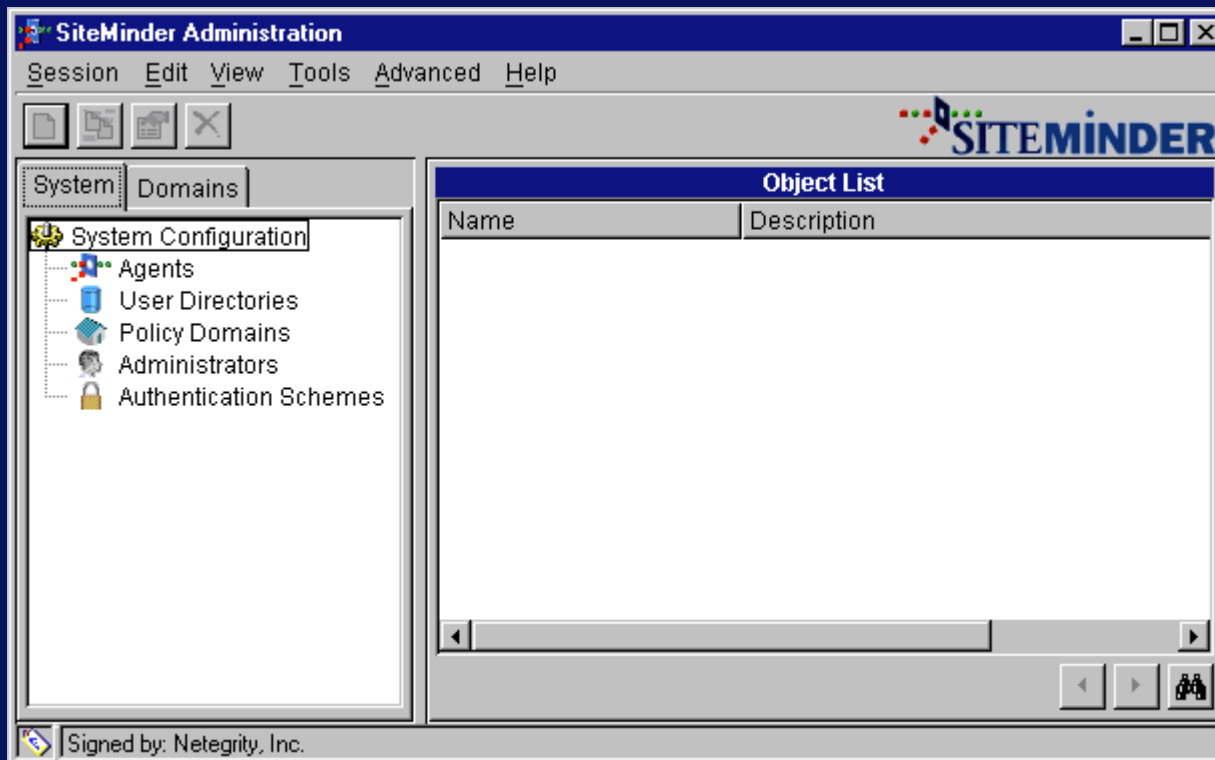 SiteMinder Administration
Session Edit View Tools Advanced Help
SiTEMiNDER
System Domains
Object List
Name Description
System Configuration
Agents
User Directories
Policy Domains
Administrators
Authentication Schemes
Signed by: Netegrity, Inc.